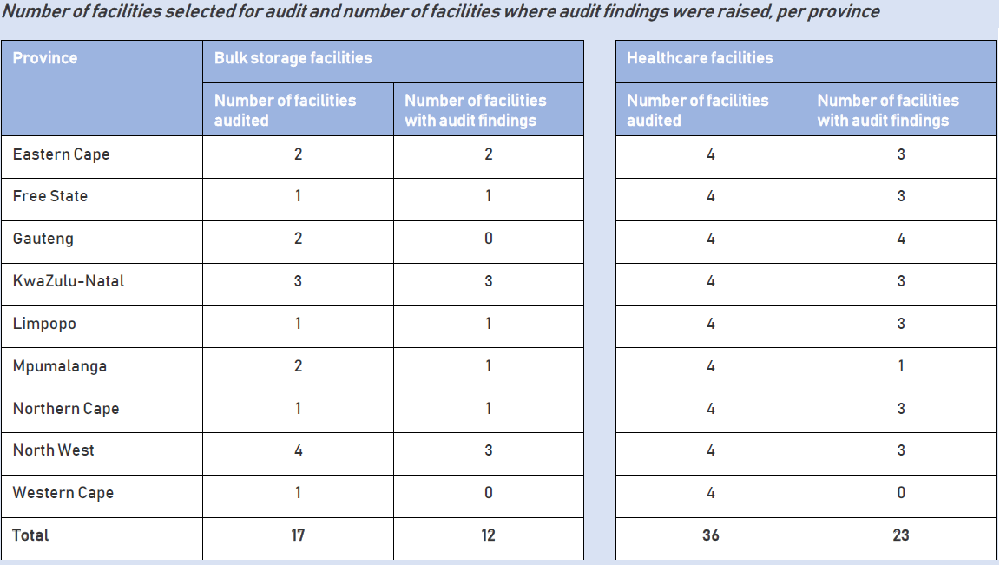 Number of facilities selected for audit and number of facilities where audit findings were raised, per province
Province Bulk storage facilities Healthcare facilities
Number of facilities audited Number of facilities with audit findings Number of facilities audited Number of facilities with audit findings
Eastern Cape 2 2 4 3
Free State 1 1 4 3
Gauteng 2 0 4 4
KwaZulu-Natal 3 3 4 3
Limpopo 1 1 4 3
Mpumalanga 2 1 4 1
Northern Cape 1 1 4 3
North West 4 3 4 3
Western Cape 1 0 4 0
Total 17 12 36 23